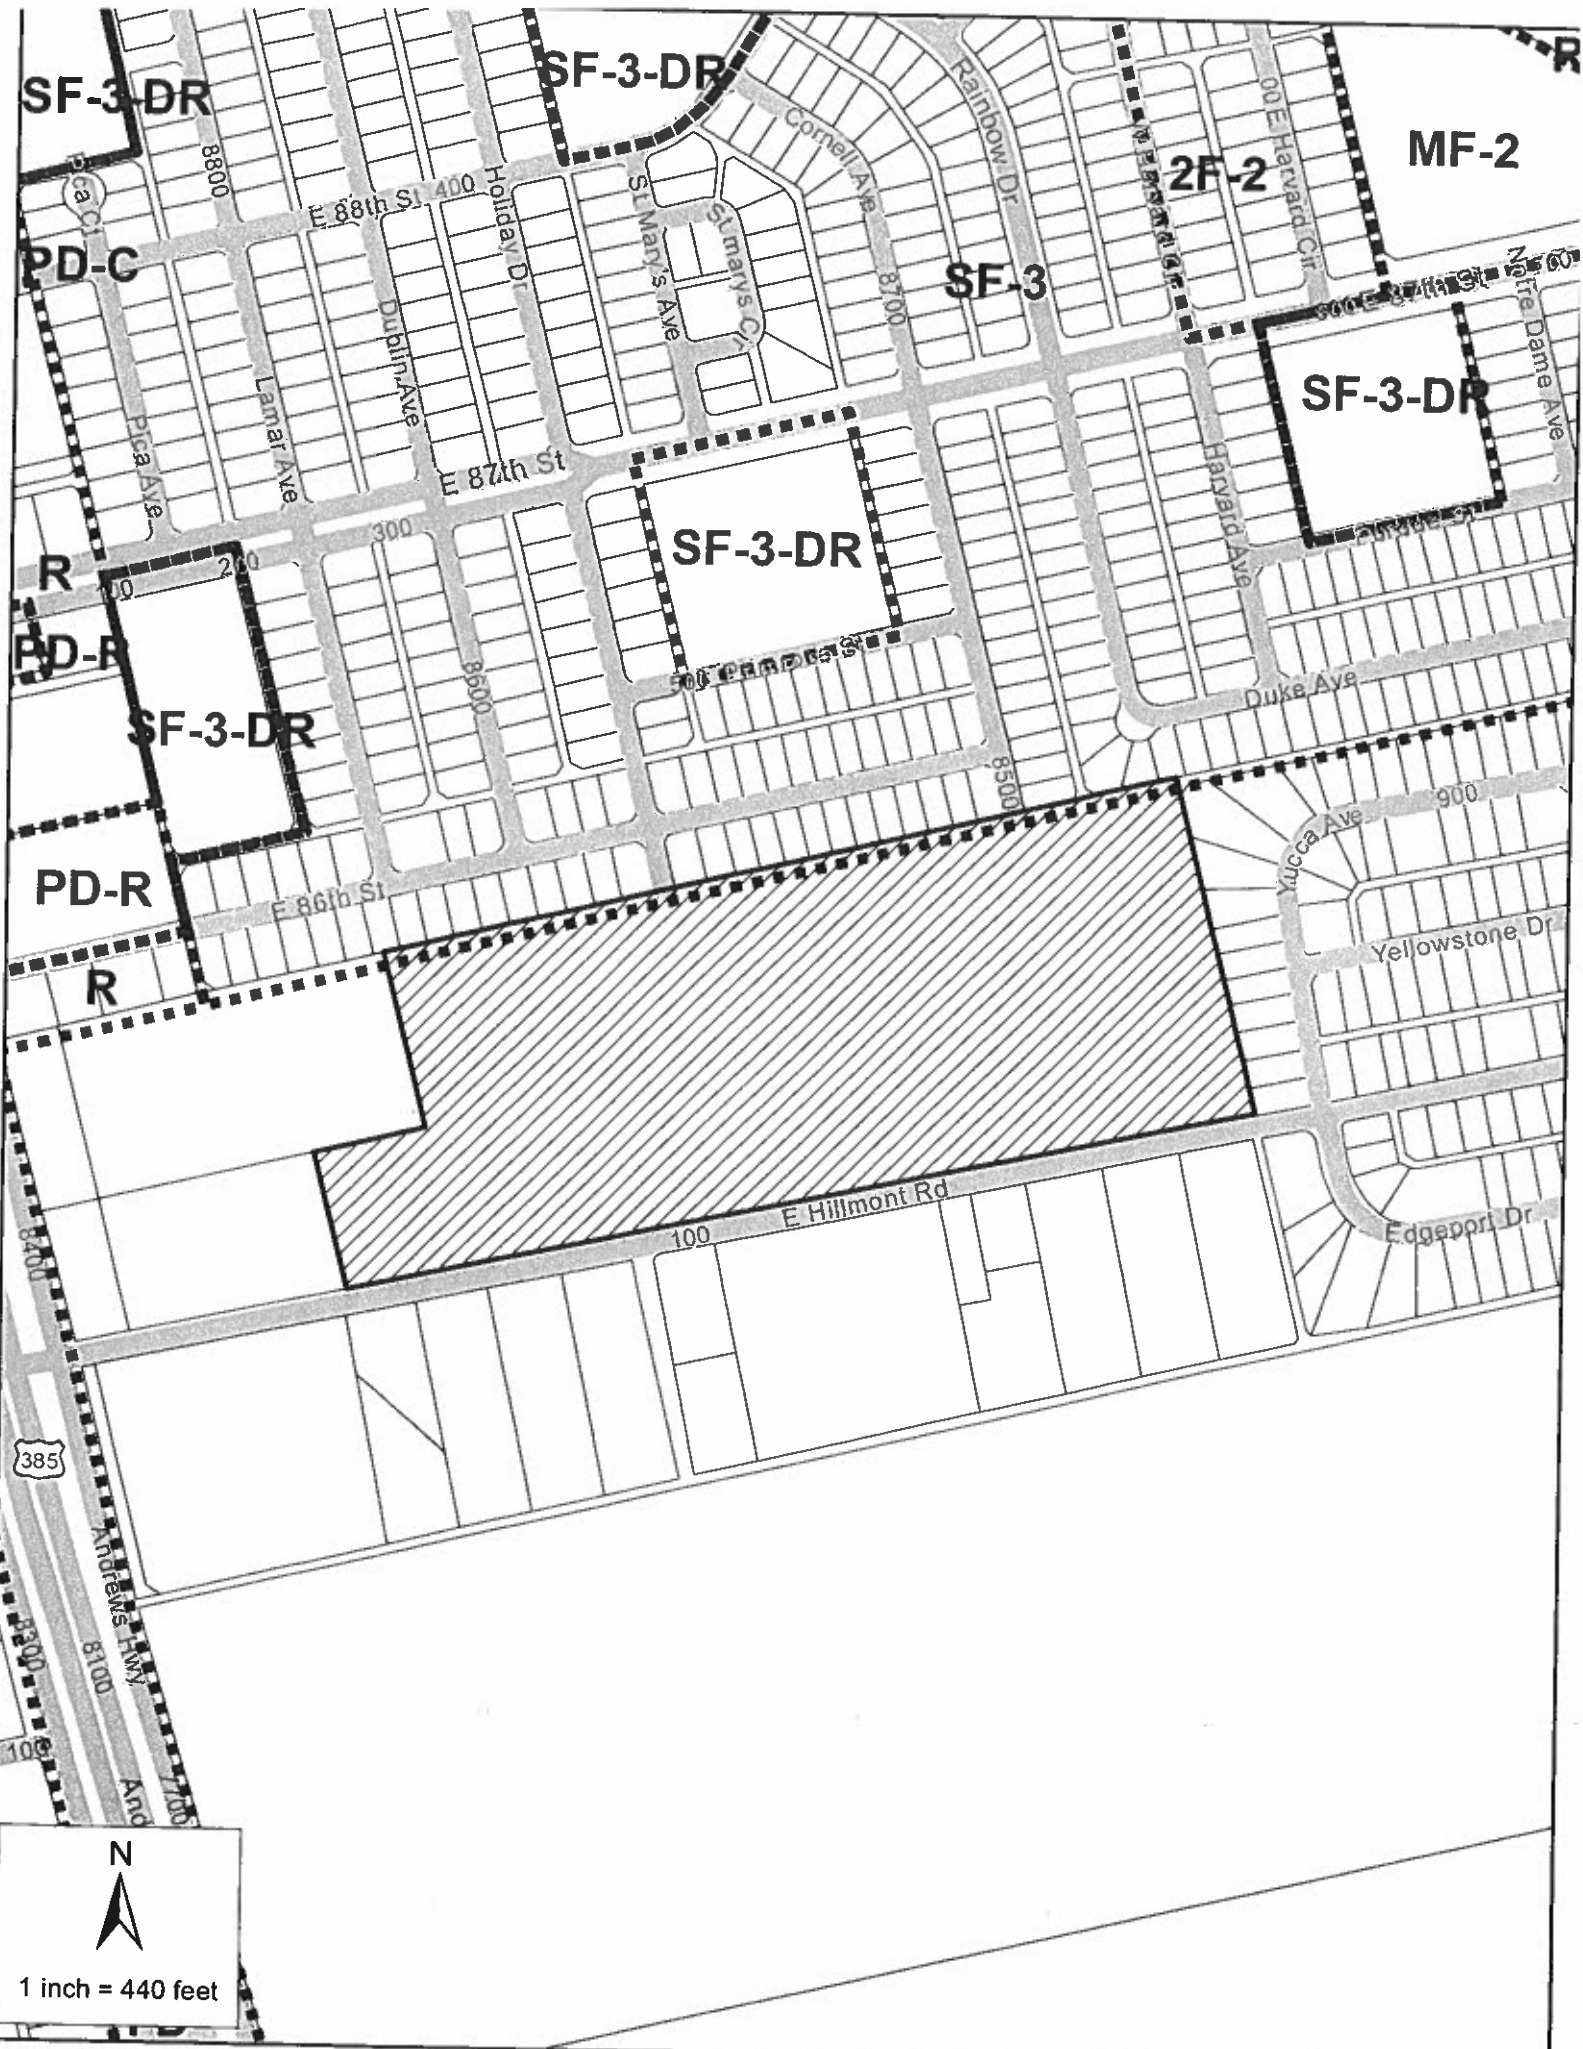 SF-3-DR
SF-3-DR
R
MF-2
2F-2
SF-3
PD-C
Cornell Ave
Rainbow Dr
00 E Harvard Cir
8800
E 88th St
400
Holiday Dr
St Mary's Ave
St marys Cir
8700
Dublin Ave
Lamar Ave
Pica Ave
E 87th St
300
Notre Dame Ave
SF-3-DR
Harvard Ave
SF-3-DR
R
PD-R
SF-3-DR
8600
Duke Ave
8500
Yucca Ave
900
PD-R
E 86th St
Yellowstone Dr
R
E Hillmont Rd
100
Edgeport Dr
8400
385
Andrews Hwy
8300
8100
100
And
7700
N
1 inch = 440 feet